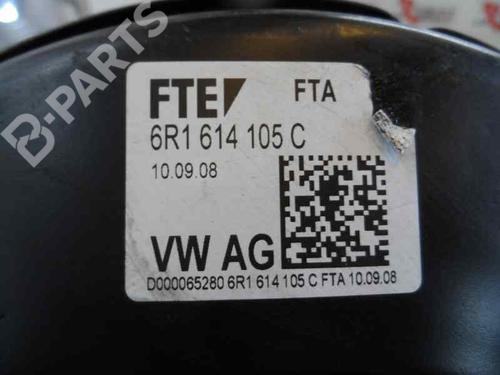 FTE FTA
6R1 614 105 C
10.09.08
VW AG
D000065280 6R1 614 105 C FTA 10.09.08
B-PARTS